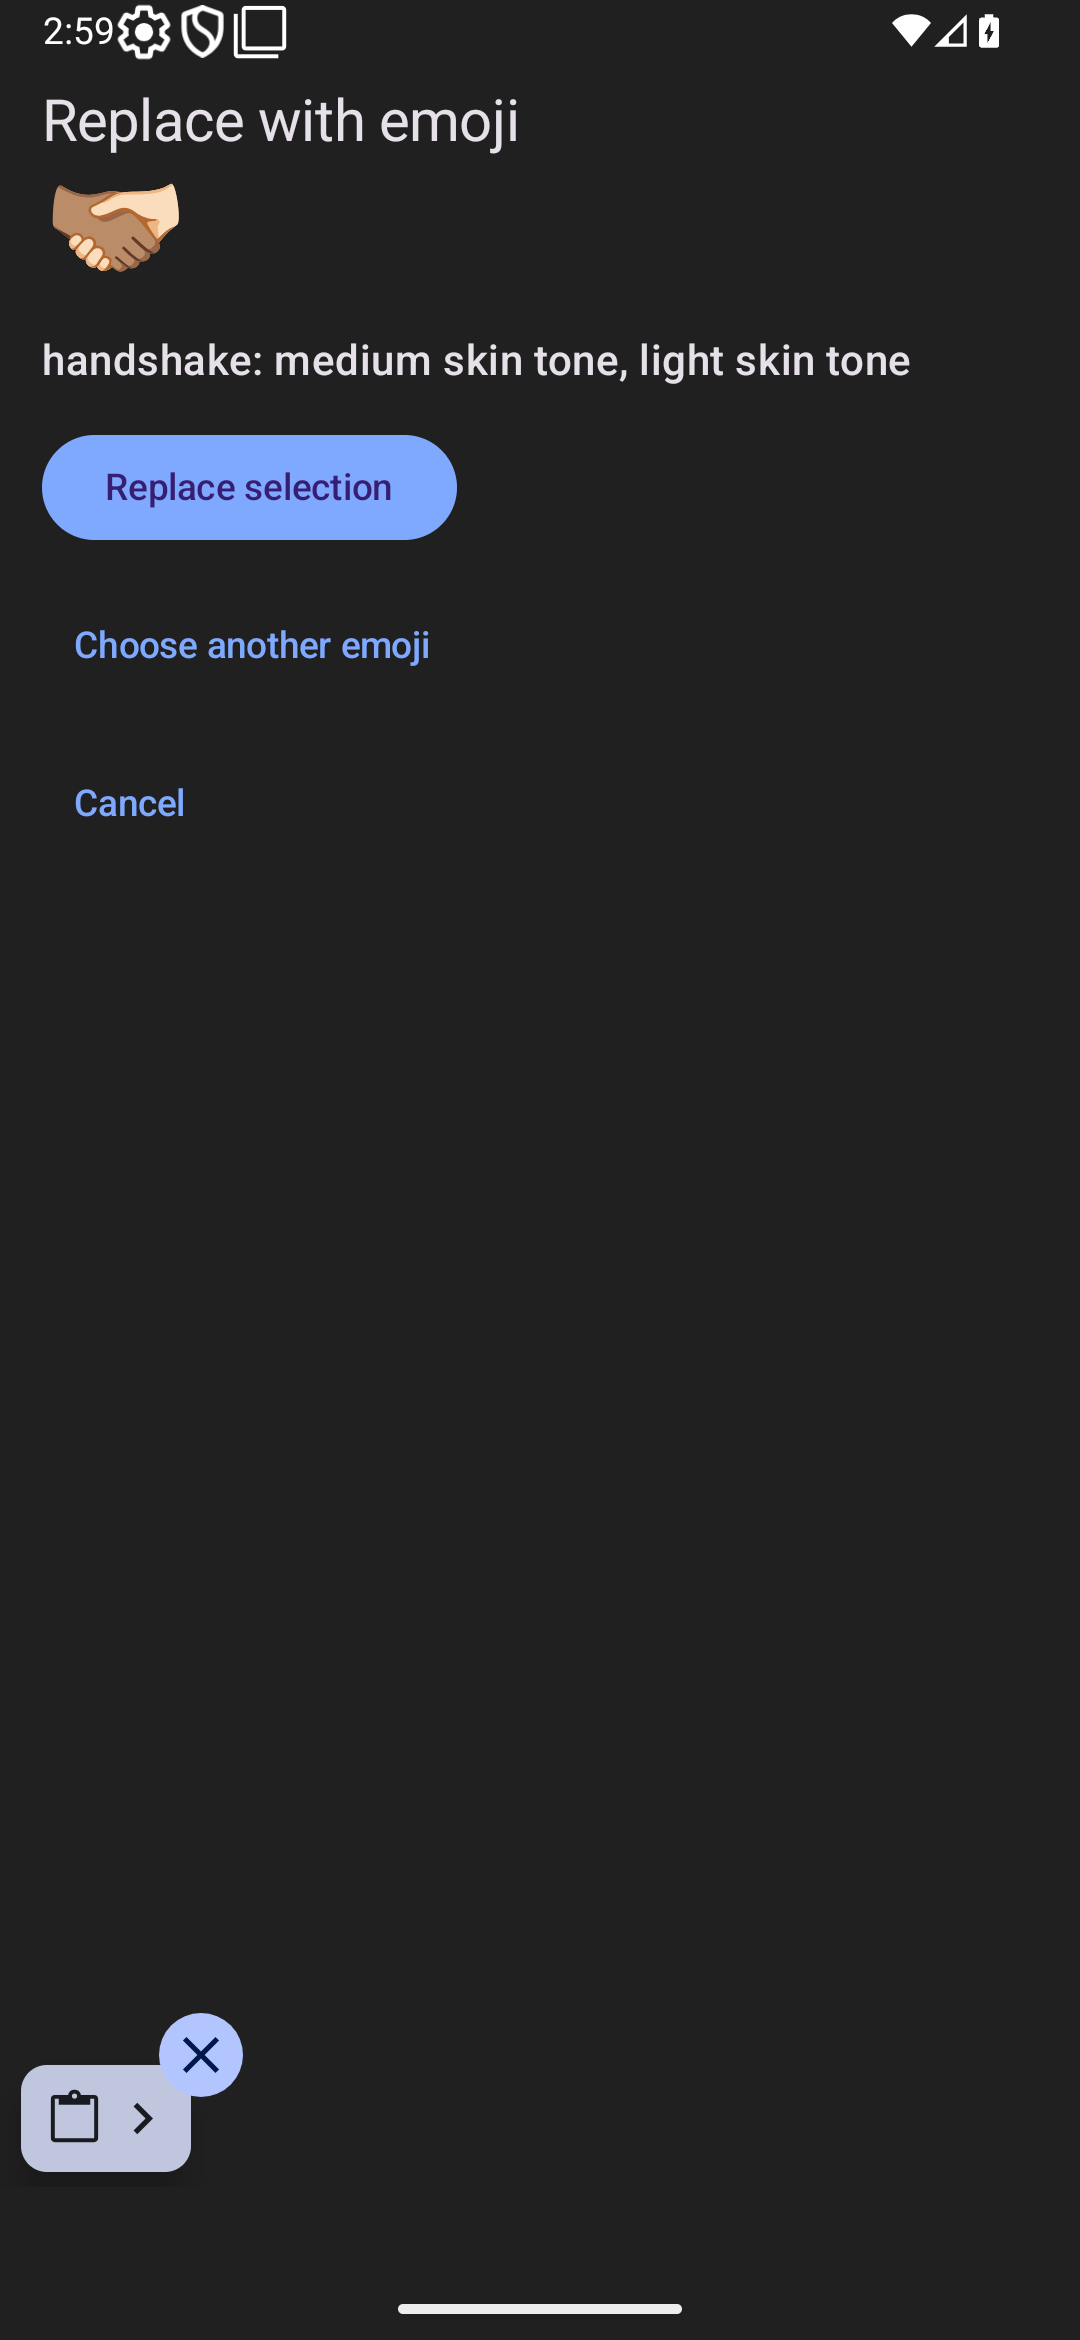 2:59
Replace with emoji
handshake: medium skin tone, light skin tone
Replace selection
Choose another emoji
Cancel